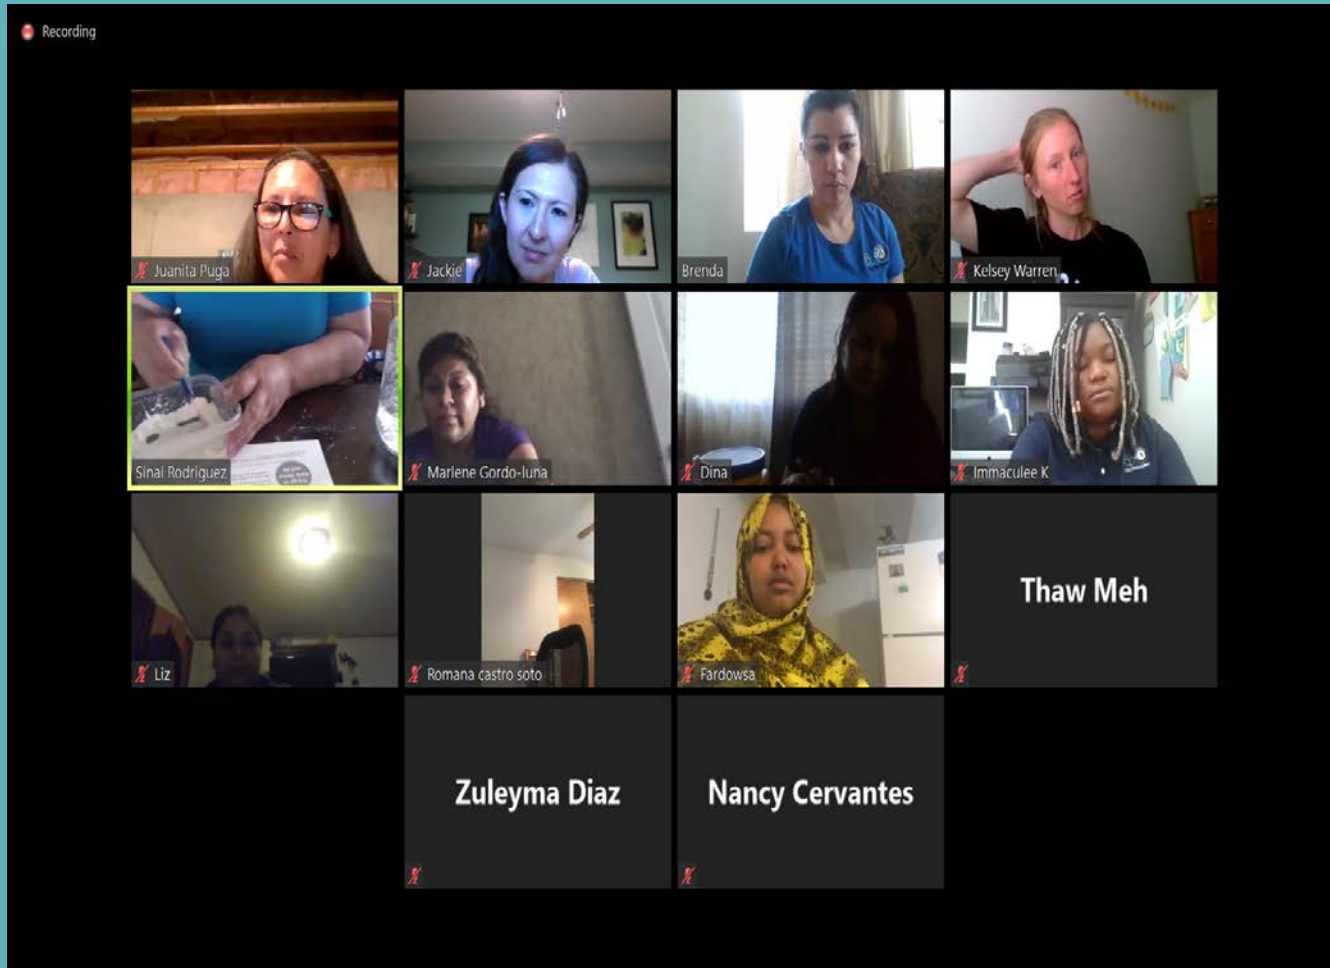 Recording
Juanita Puga
Jackie
Brenda
Kelsey Warren
Sinai Rodriguez
Marlene Gordo-luna
Dina
Immaculee K
Liz
Romana castro soto
Fardowsa
Thaw Meh
Zuleyma Diaz
Nancy Cervantes